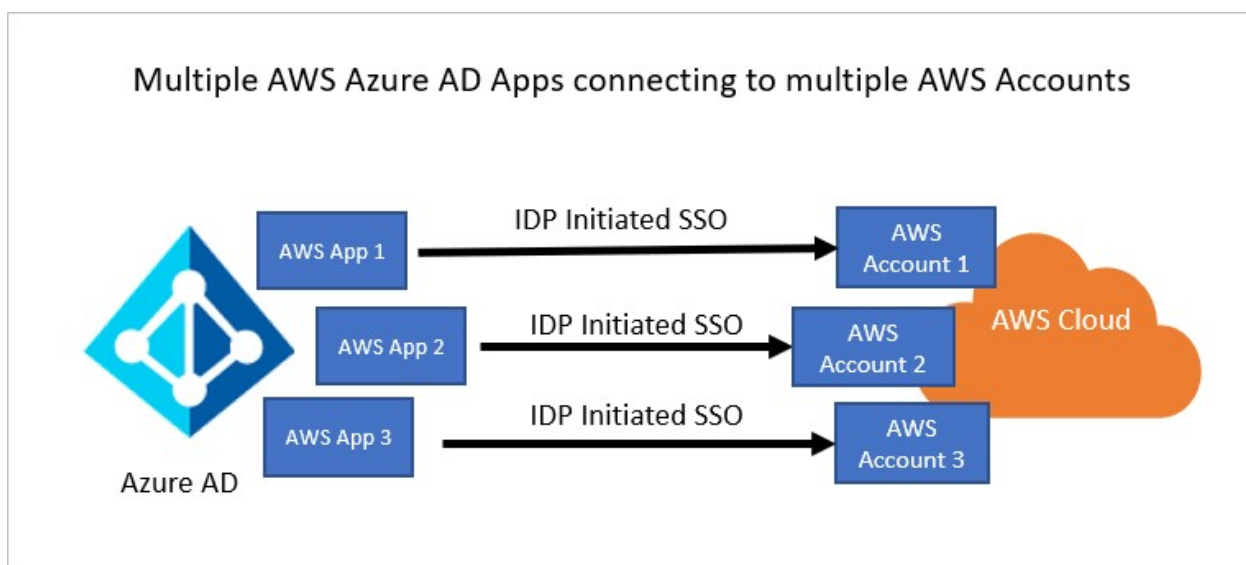 Multiple AWS Azure AD Apps connecting to multiple AWS Accounts
AWS App 1
IDP Initiated SSO
AWS
Account 1
AWS App 2
IDP Initiated SSO
AWS
Account 2
AWS Cloud
AWS App 3
IDP Initiated SSO
AWS
Account 3
Azure AD